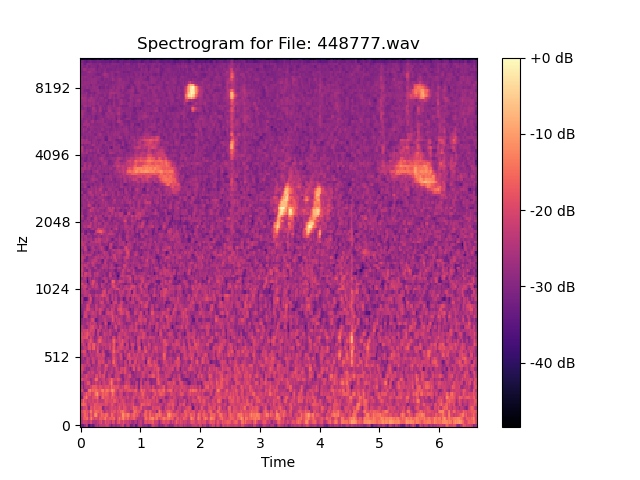 Spectrogram for File: 448777.wav
+0 dB
8192
-10 dB
4096
-20 dB
2048
Hz
1024
-30 dB
512
-40 dB
0
0 1 2 3 4 5 6
Time